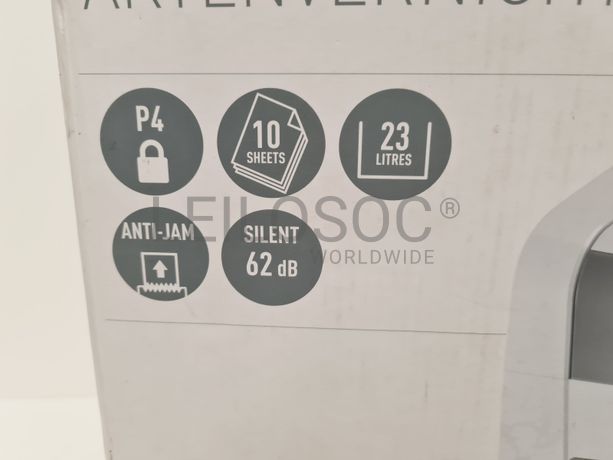 P4
10
SHEETS
23
LITRES
ANTI-JAM
SILENT
62 dB
LEILOSOC®
WORLDWIDE